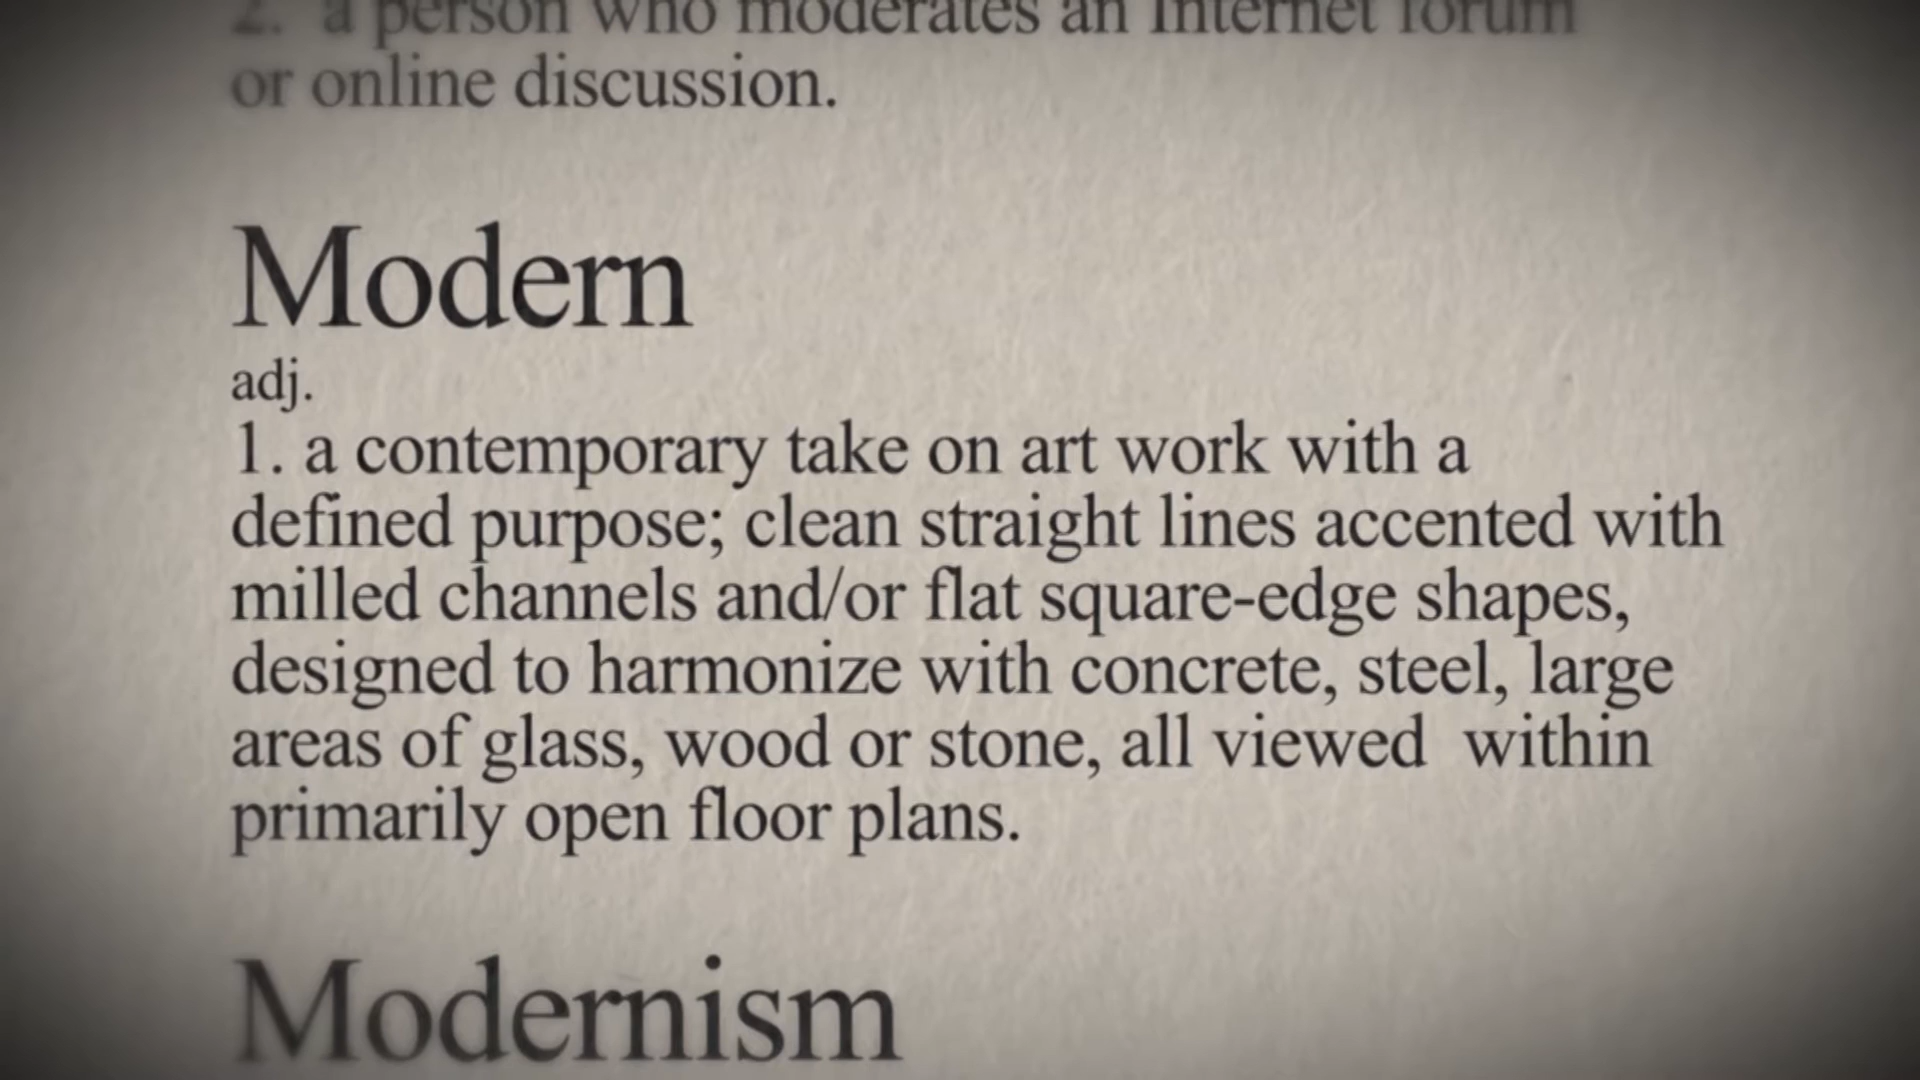 2. a person who moderates an Internet forum
or online discussion.
Modern
adj.
1. a contemporary take on art work with a
defined purpose; clean straight lines accented with
milled channels and/or flat square-edge shapes,
designed to harmonize with concrete, steel, large
areas of glass, wood or stone, all viewed  within
primarily open floor plans.
Modernism